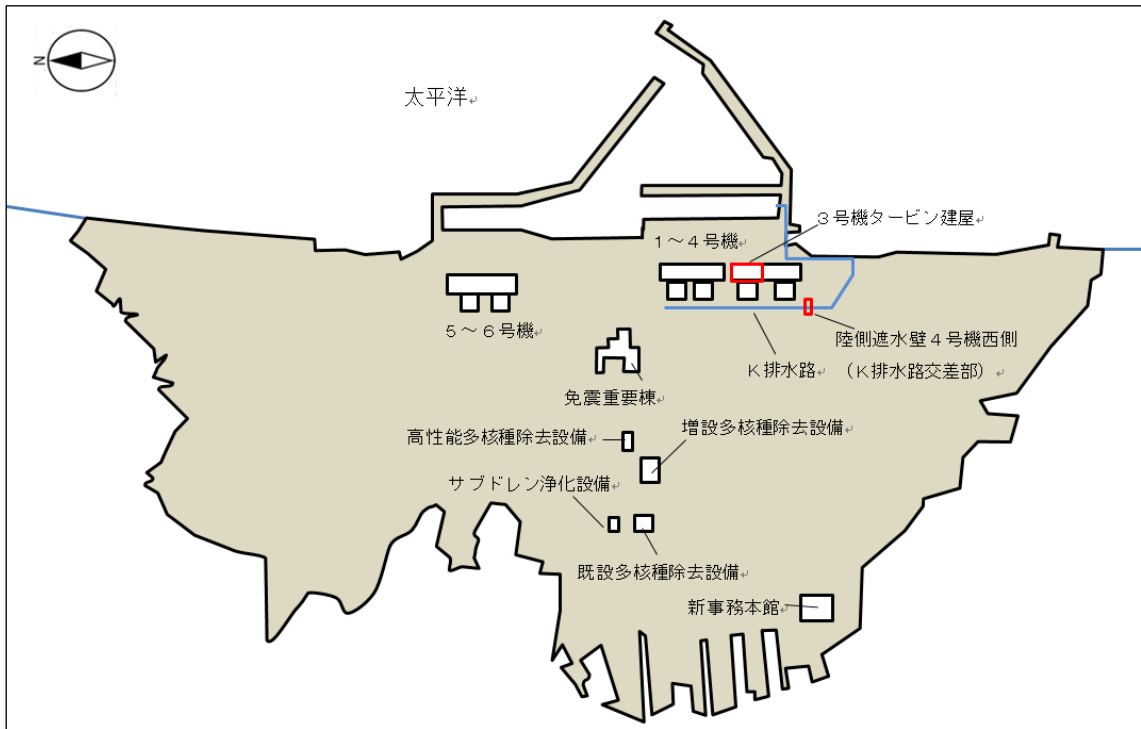 N
太平洋
３号機タービン建屋
1～4号機
５～６号機
陸側遮水壁４号機西側
（Ｋ排水路交差部）
Ｋ排水路
免震重要棟
高性能多核種除去設備
増設多核種除去設備
サブドレン浄化設備
既設多核種除去設備
新事務本館